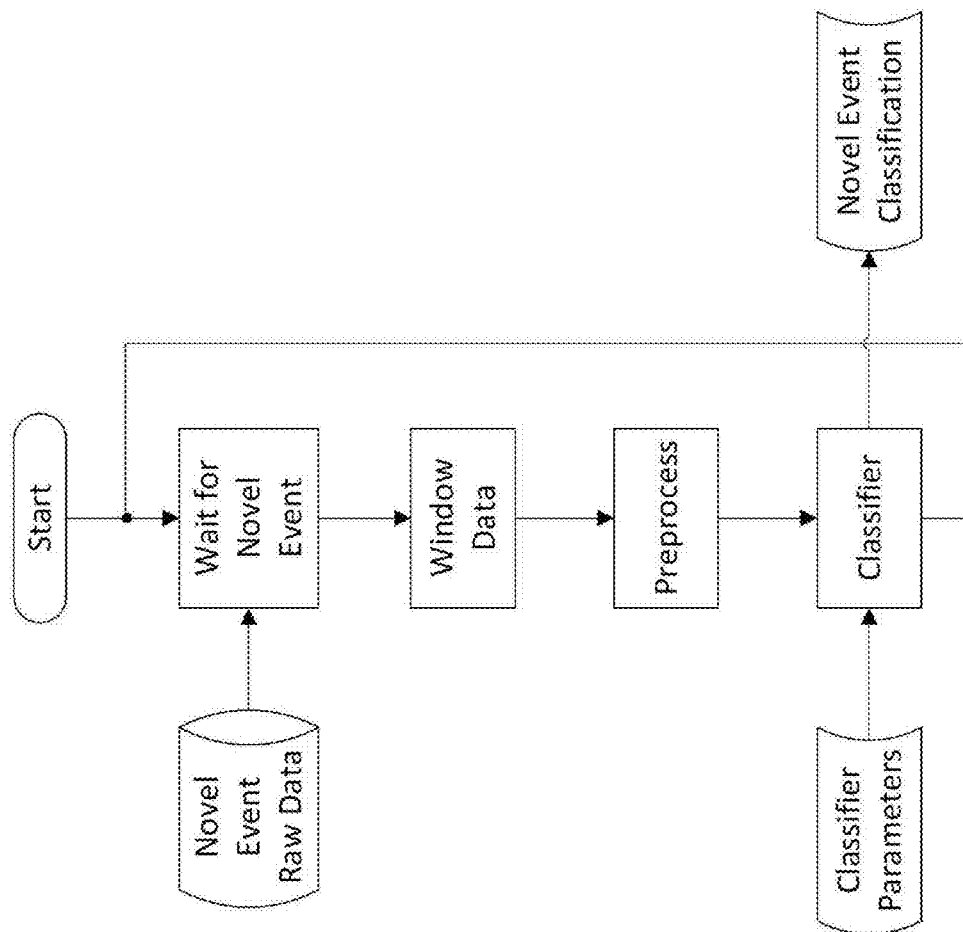 Start
Wait for
Novel
Event
Novel
Event
Raw Data
Window
Data
Preprocess
Classifier
Classifier
Parameters
Novel Event
Classification